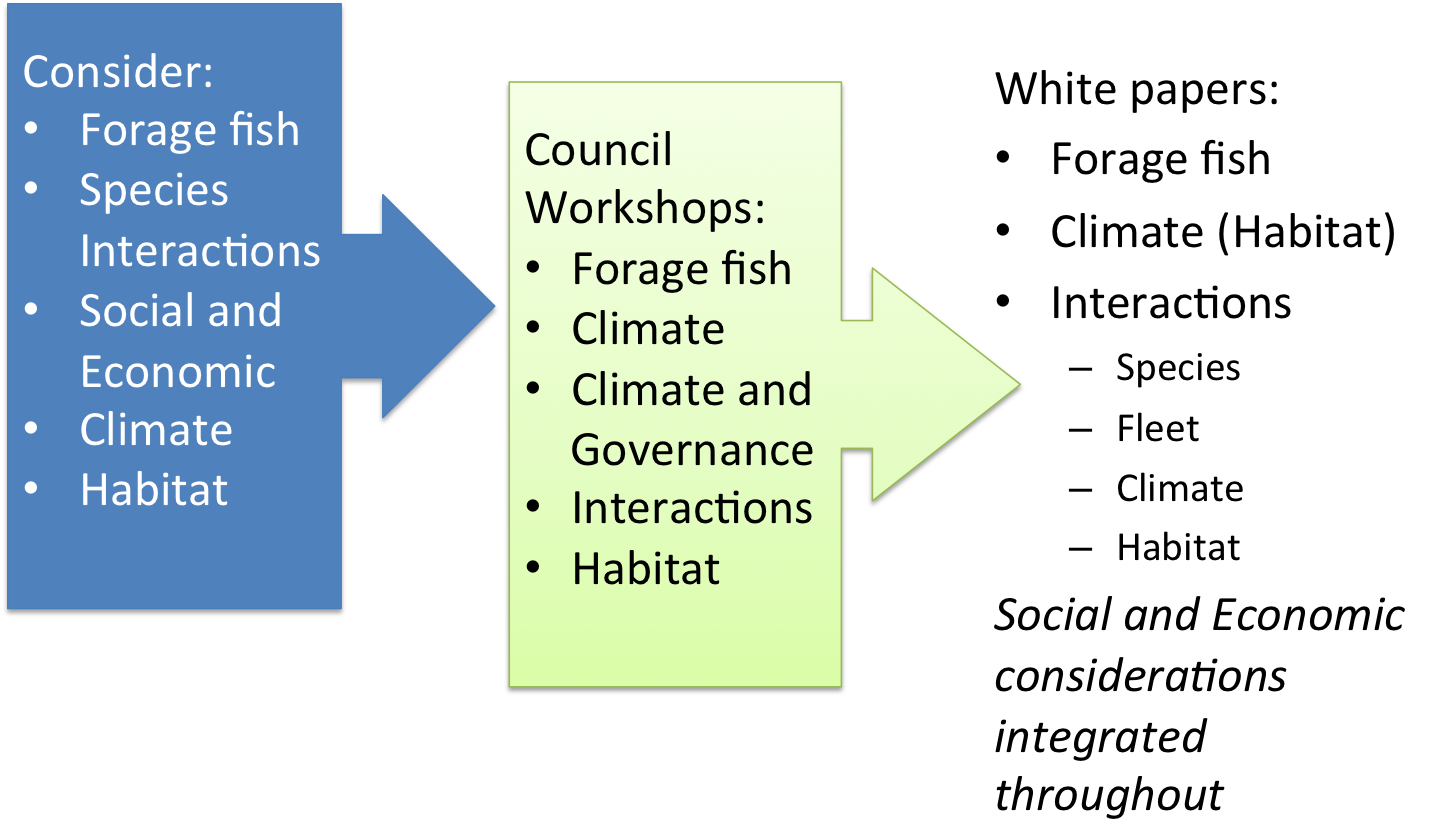 Consider:
• Forage fish
• Species
Interactions
• Social and
Economic
• Climate
• Habitat
Council
Workshops:
• Forage fish
• Climate
• Climate and
Governance
• Interactions
• Habitat
White papers:
• Forage fish
• Climate (Habitat)
• Interactions
– Species
– Fleet
– Climate
– Habitat
Social and Economic
considerations
integrated
throughout